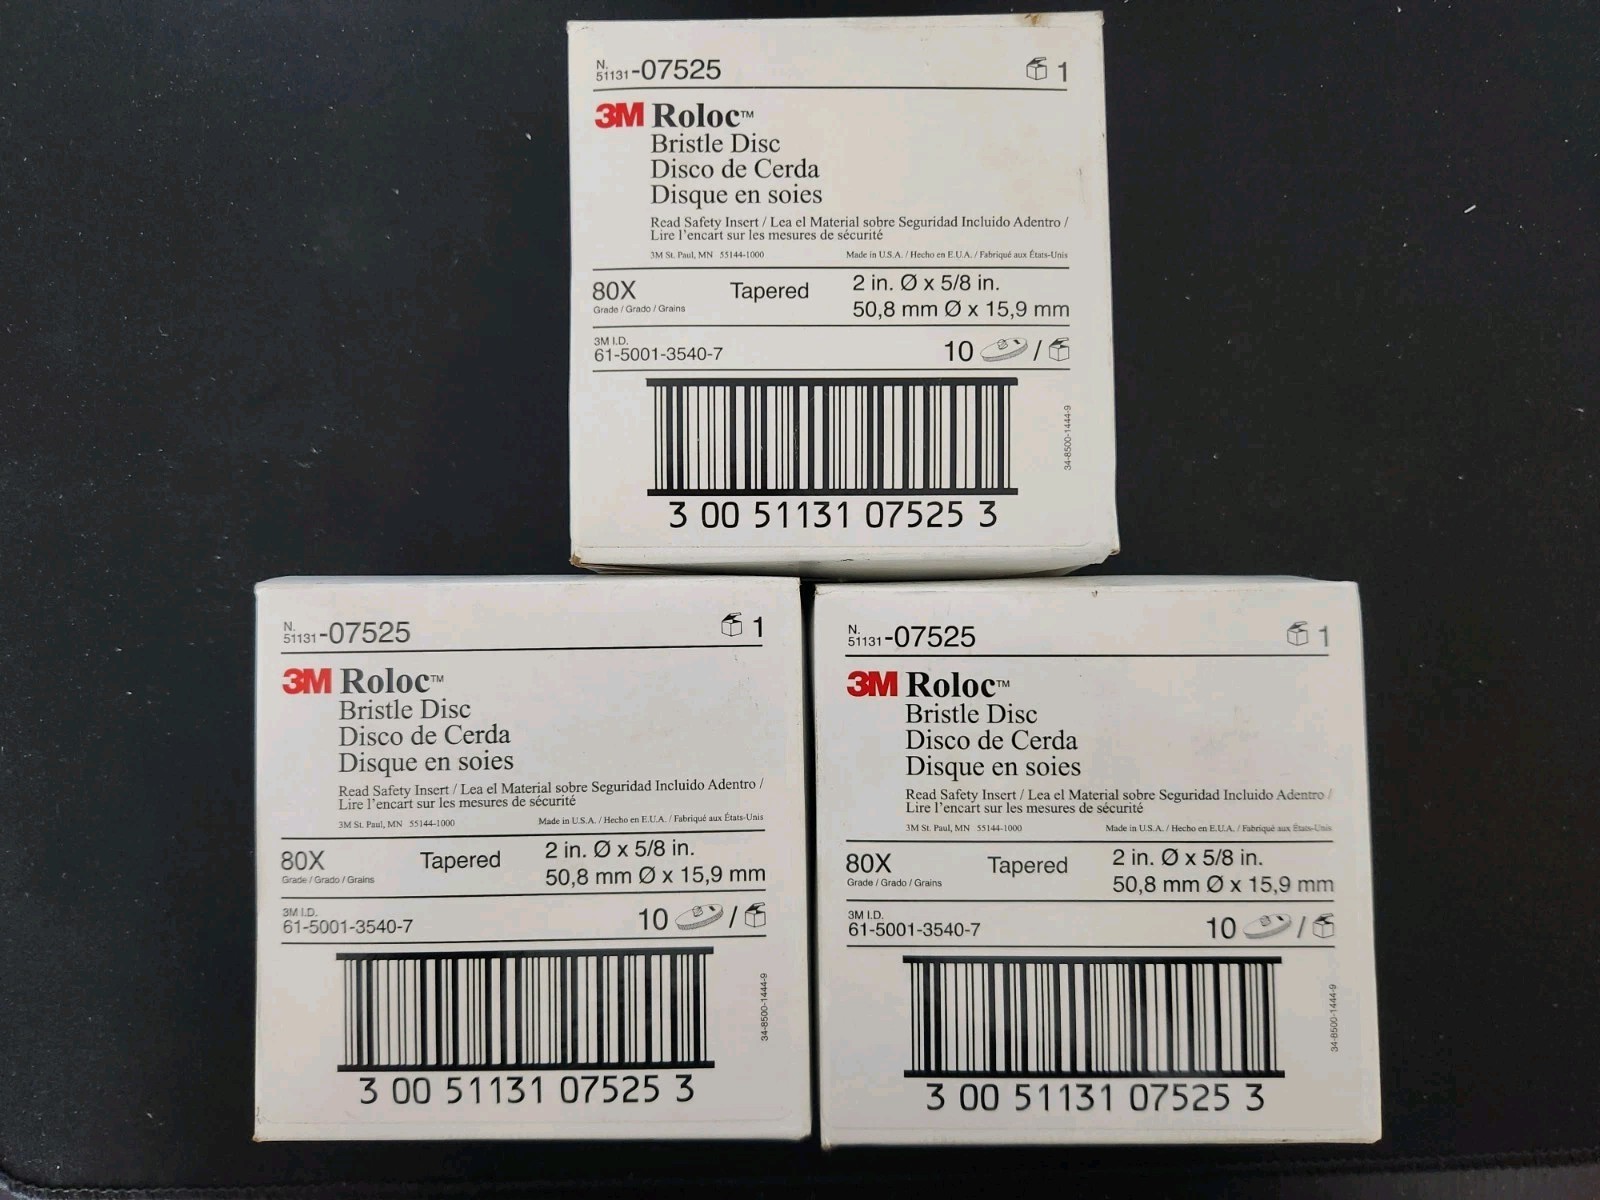 N.
51131-07525 1
3M Roloc™
Bristle Disc
Disco de Cerda
Disque en soies
Read Safety Insert / Lea el Material sobre Seguridad Incluido Adentro /
Lire l'encart sur les mesures de sécurité
3M St. Paul, MN 55144-1000 Made in U.S.A. / Hecho en E.U.A. / Fabriqué aux États-Unis
80X Tapered 2 in. Ø x 5/8 in.
Grade / Grado / Grains 50,8 mm Ø x 15,9 mm
3M I.D.
61-5001-3540-7 10 /
34-8500-1444-9
3 00 51131 07525 3
N.
51131-07525 1
3M Roloc™
Bristle Disc
Disco de Cerda
Disque en soies
Read Safety Insert / Lea el Material sobre Seguridad Incluido Adentro /
Lire l'encart sur les mesures de sécurité
3M St. Paul, MN 55144-1000 Made in U.S.A. / Hecho en E.U.A. / Fabriqué aux États-Unis
80X Tapered 2 in. Ø x 5/8 in.
Grade / Grado / Grains 50,8 mm Ø x 15,9 mm
3M I.D.
61-5001-3540-7 10 /
34-8500-1444-9
3 00 51131 07525 3
N.
51131-07525 1
3M Roloc™
Bristle Disc
Disco de Cerda
Disque en soies
Read Safety Insert / Lea el Material sobre Seguridad Incluido Adentro /
Lire l'encart sur les mesures de sécurité
3M St. Paul, MN 55144-1000 Made in U.S.A. / Hecho en E.U.A. / Fabriqué aux États-Unis
80X Tapered 2 in. Ø x 5/8 in.
Grade / Grado / Grains 50,8 mm Ø x 15,9 mm
3M I.D.
61-5001-3540-7 10 /
34-8500-1444-9
3 00 51131 07525 3